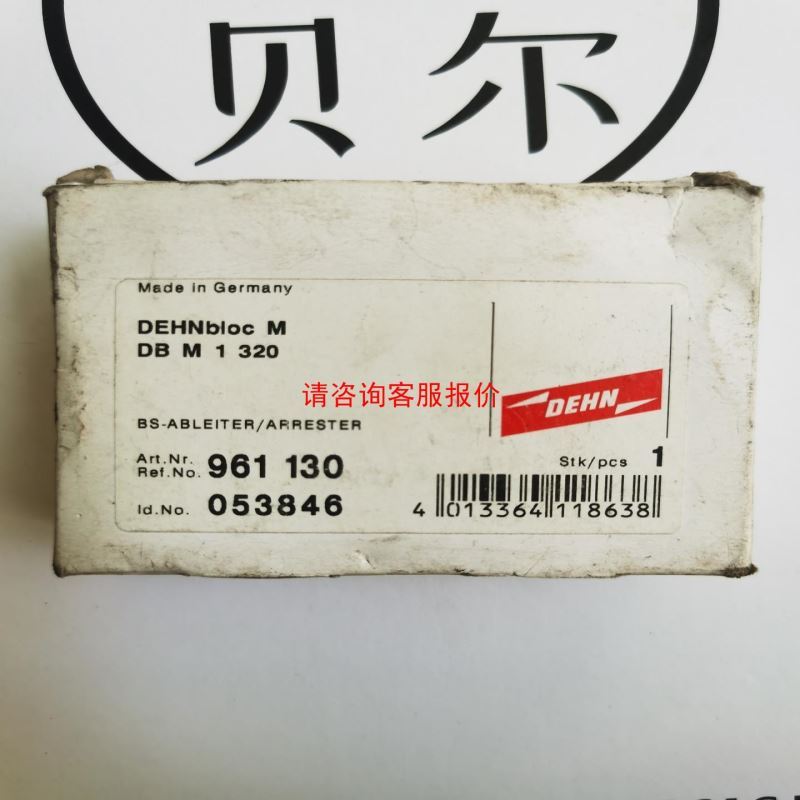 贝尔
Made in Germany
DEHNbloc M
DB M 1 320
请咨询客服报价
DEHN
BS-ABLEITER/ARRESTER
Art.Nr.
Ref.No. 961 130
Stk/pcs 1
Id.No. 053846
4 013364 118638